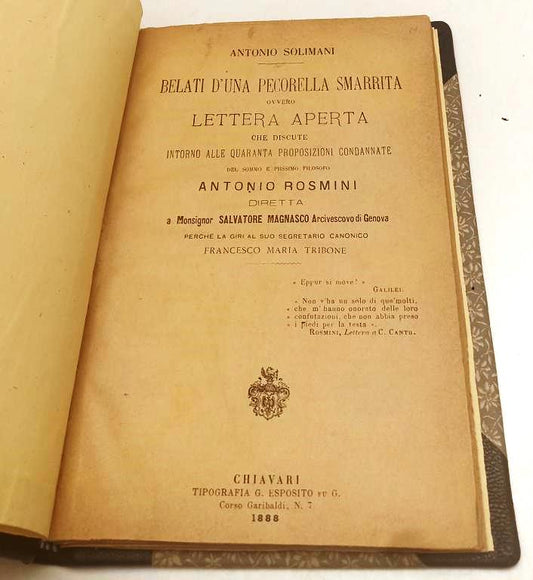 ANTONIO SOLIMANI
BELATI D'UNA PECORELLA SMARRITA
OVVERO
LETTERA APERTA
CHE DISCUTE
INTORNO ALLE QUARANTA PROPOSIZIONI CONDANNATE
DEL SOMMO E PIISSIMO FILOSOFO
ANTONIO ROSMINI
DIRETTA
a Monsignor SALVATORE MAGNASCO Arcivescovo di Genova
PERCHÈ LA GIRI AL SUO SEGRETARIO CANONICO
FRANCESCO MARIA TRIBONE
« Eppur si move! »
GALILEI.
« Non v'ha un solo di que'molti,
« che m'hanno onorato delle loro
« confutazioni, che non abbia preso
« i piedi per la testa ».
ROSMINI, Lettera a C. CANTÙ.
CHIAVARI
TIPOGRAFIA G. ESPOSITO FU G.
Corso Garibaldi, N. 7
1888